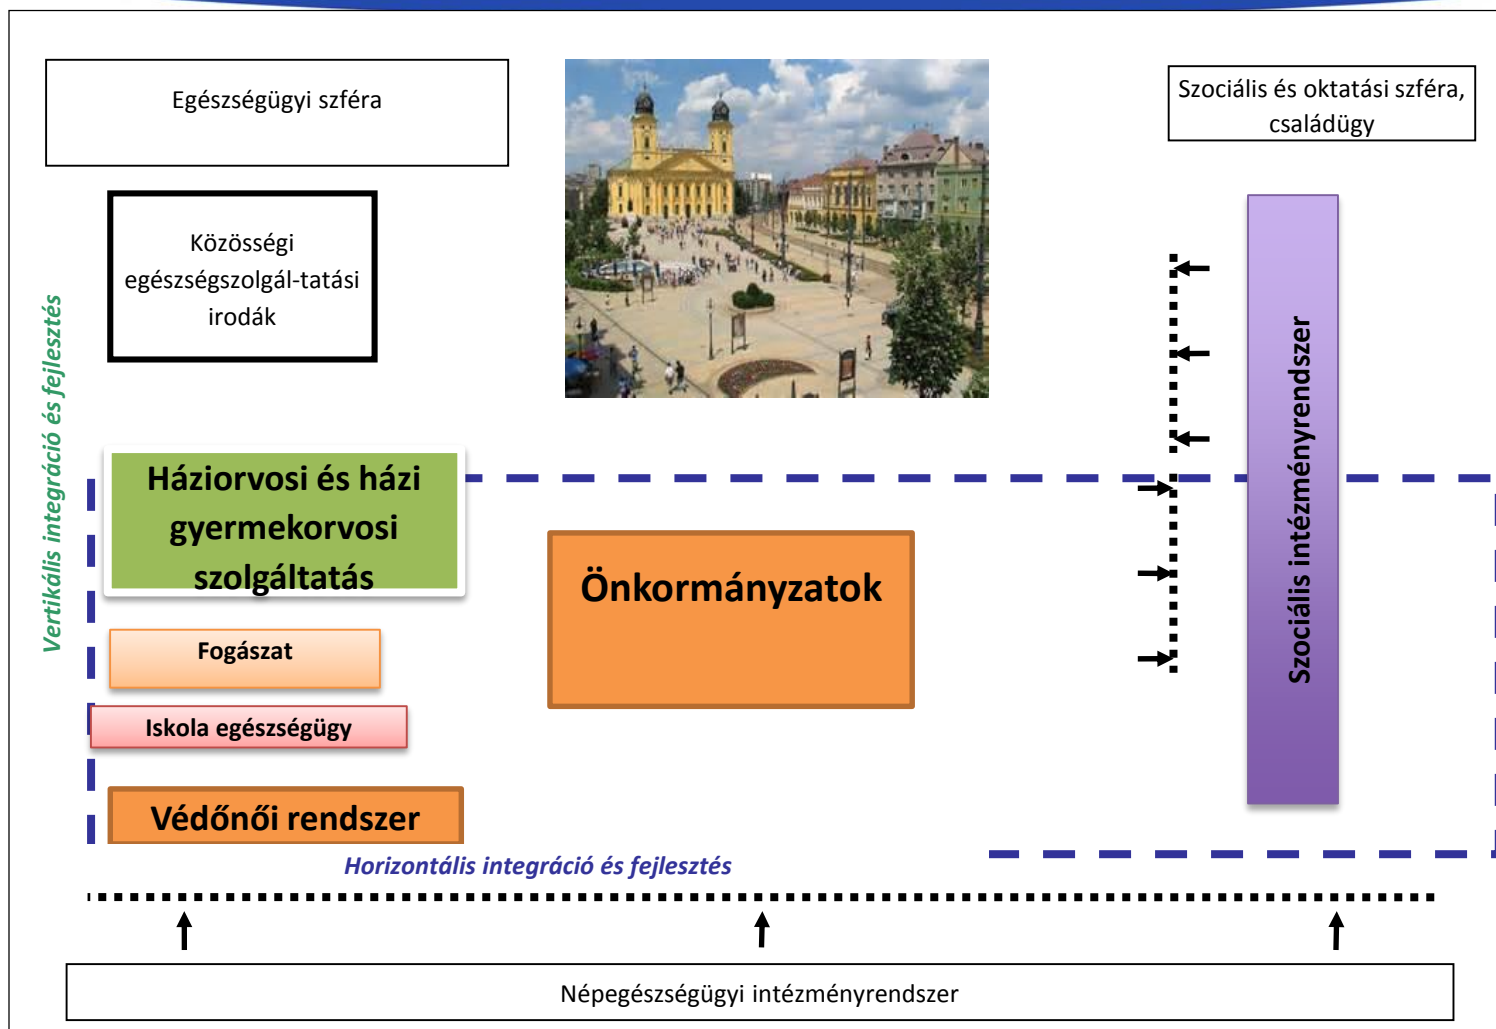 Egészségügyi szféra
Szociális és oktatási szféra,
családügy
Közösségi
egészségszolgál-tatási
irodák
Vertikális integráció és fejlesztés
Háziorvosi és házi
gyermekorvosi
szolgáltatás
Önkormányzatok
Szociális intézményrendszer
Fogászat
Iskola egészségügy
Védőnői rendszer
Horizontális integráció és fejlesztés
Népegészségügyi intézményrendszer